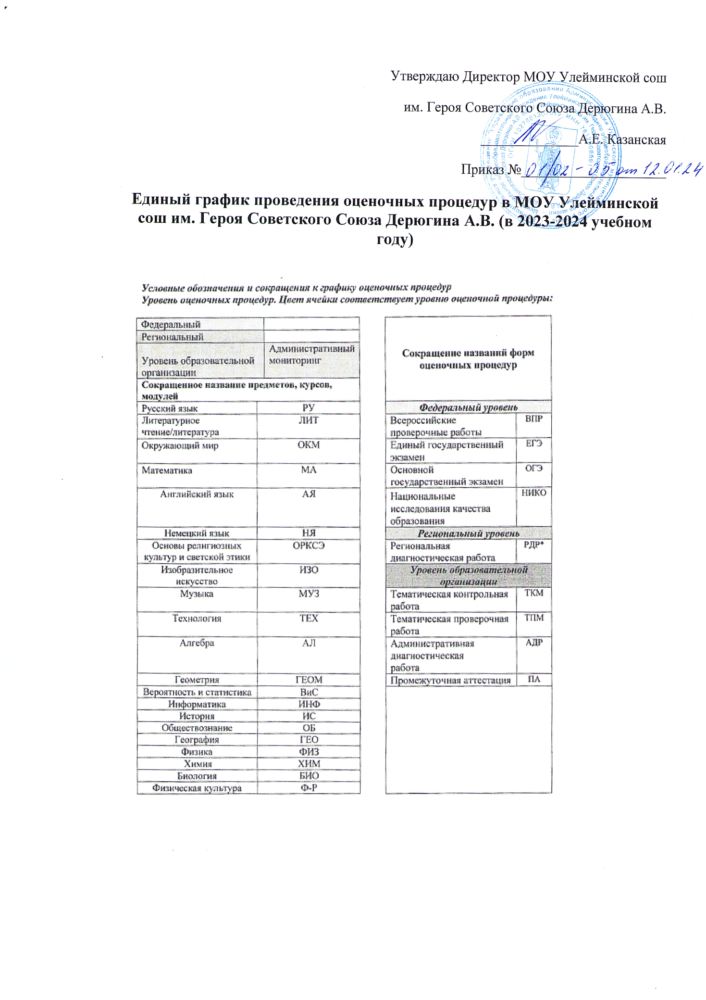 Утверждаю Директор МОУ Улейминской сош
им. Героя Советского Союза Дерюгина А.В.
А.Е. Казанская
Приказ № 01/02 - 35 от 12.01.24
Единый график проведения оценочных процедур в МОУ Улейминской
сош им. Героя Советского Союза Дерюгина А.В. (в 2023-2024 учебном
году)
Условные обозначения и сокращения к графику оценочных процедур
Уровень оценочных процедур. Цвет ячейки соответствует уровню оценочной процедуры:
Федеральный
Региональный
Уровень образовательной
организации
Административный
мониторинг
Сокращенное название предметов, курсов,
модулей
Русский язык РУ
Литературное ЛИТ
чтение/литература
Окружающий мир ОКМ
Математика МА
Английский язык АЯ
Немецкий язык НЯ
Основы религиозных ОРКСЭ
культур и светской этики
Изобразительное ИЗО
искусство
Музыка МУЗ
Технология ТЕХ
Алгебра АЛ
Геометрия ГЕОМ
Вероятность и статистика ВиС
Информатика ИНФ
История ИС
Обществознание ОБ
География ГЕО
Физика ФИЗ
Химия ХИМ
Биология БИО
Физическая культура Ф-Р
Сокращение названий форм
оценочных процедур
Федеральный уровень
Всероссийские ВПР
проверочные работы
Единый государственный ЕГЭ
экзамен
Основной ОГЭ
государственный экзамен
Национальные НИКО
исследования качества
образования
Региональный уровень
Региональная РДР*
диагностическая работа
Уровень образовательной
организации
Тематическая контрольная ТКМ
работа
Тематическая проверочная ТПМ
работа
Административная АДР
диагностическая
работа
Промежуточная аттестация ПА